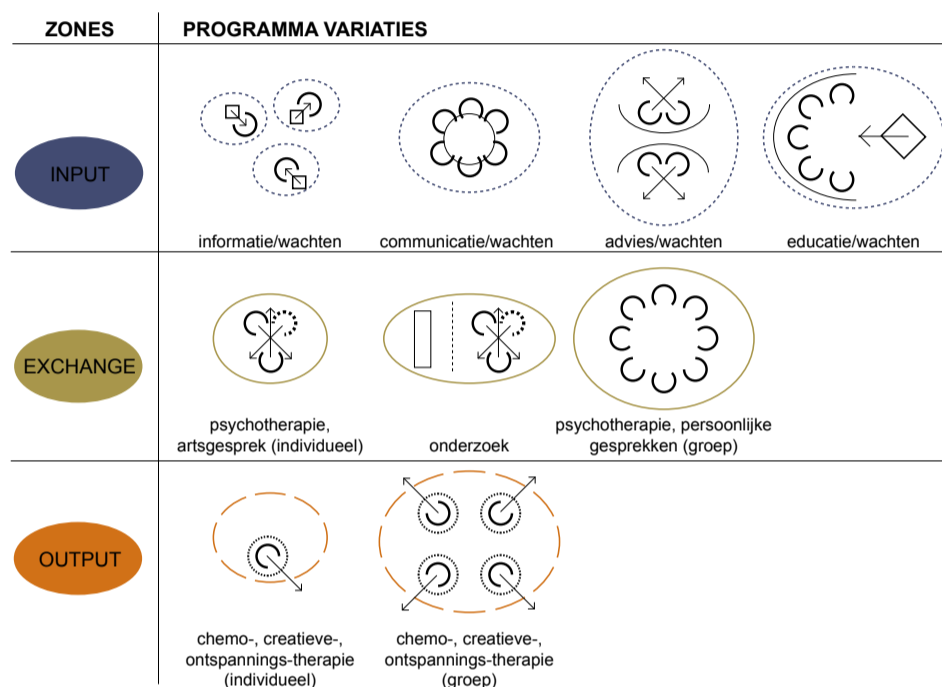 ZONES
PROGRAMMA VARIATIES
INPUT
informatie/wachten
communicatie/wachten
advies/wachten
educatie/wachten
EXCHANGE
psychotherapie,
artsgesprek (individueel)
onderzoek
psychotherapie, persoonlijke
gesprekken (groep)
OUTPUT
chemo-, creatieve-,
ontspannings-therapie
(individueel)
chemo-, creatieve-,
ontspannings-therapie
(groep)